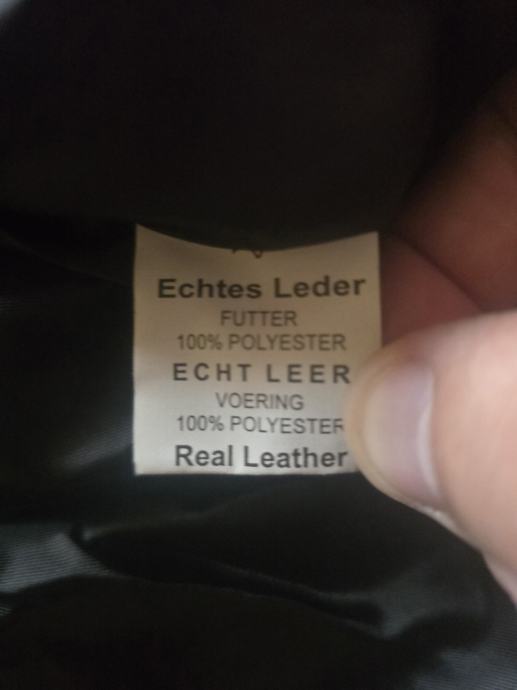 Echtes Leder
FUTTER
100% POLYESTER
ECHT LEER
VOERING
100% POLYESTER
Real Leather